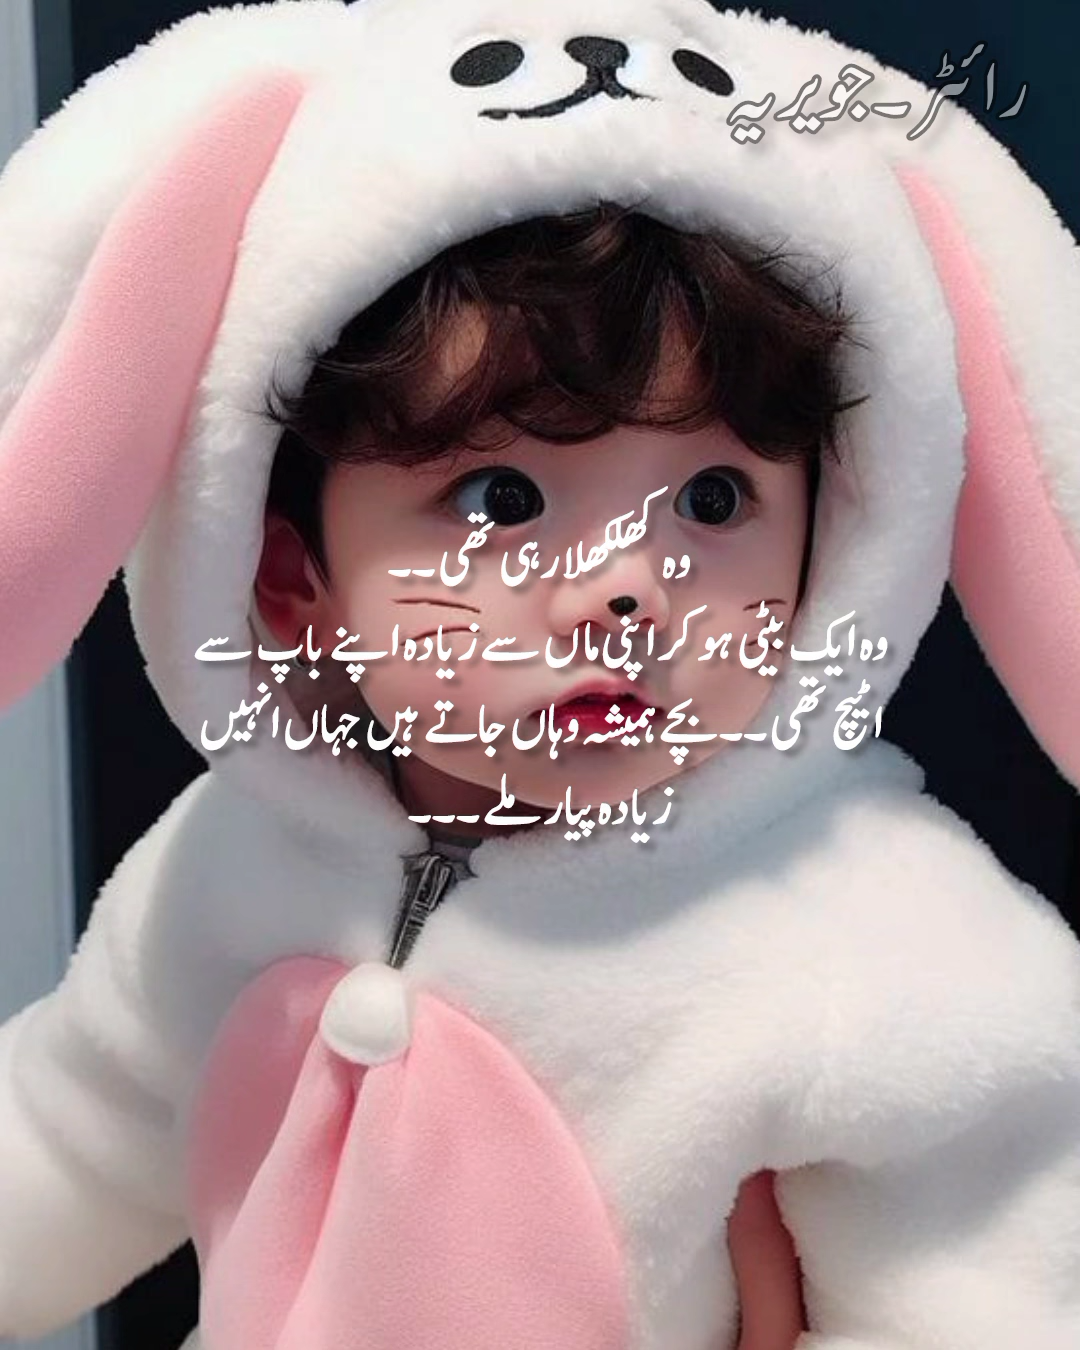 رائٹر۔جویریہ
وہ کھلکھلا رہی تھی۔۔
وہ ایک بیٹی ہو کر اپنی ماں سے زیادہ اپنے باپ سے
اٹیچ تھی۔۔۔ بچے ہمیشہ وہاں جاتے ہیں جہاں انہیں
زیادہ پیار ملے۔۔۔